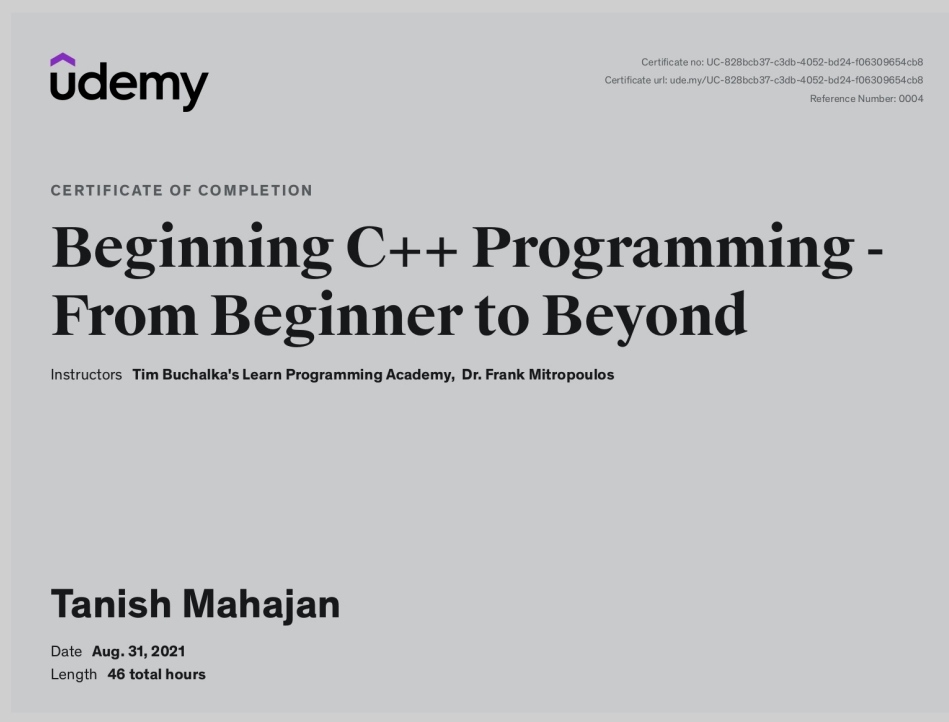 udemy
Certificate no: UC-828bcb37-c3db-4052-bd24-f06309654cb8
Certificate url: ude.my/UC-828bcb37-c3db-4052-bd24-f06309654cb8
Reference Number: 0004
CERTIFICATE OF COMPLETION
Beginning C++ Programming -
From Beginner to Beyond
Instructors Tim Buchalka's Learn Programming Academy, Dr. Frank Mitropoulos
Tanish Mahajan
Date Aug. 31, 2021
Length 46 total hours